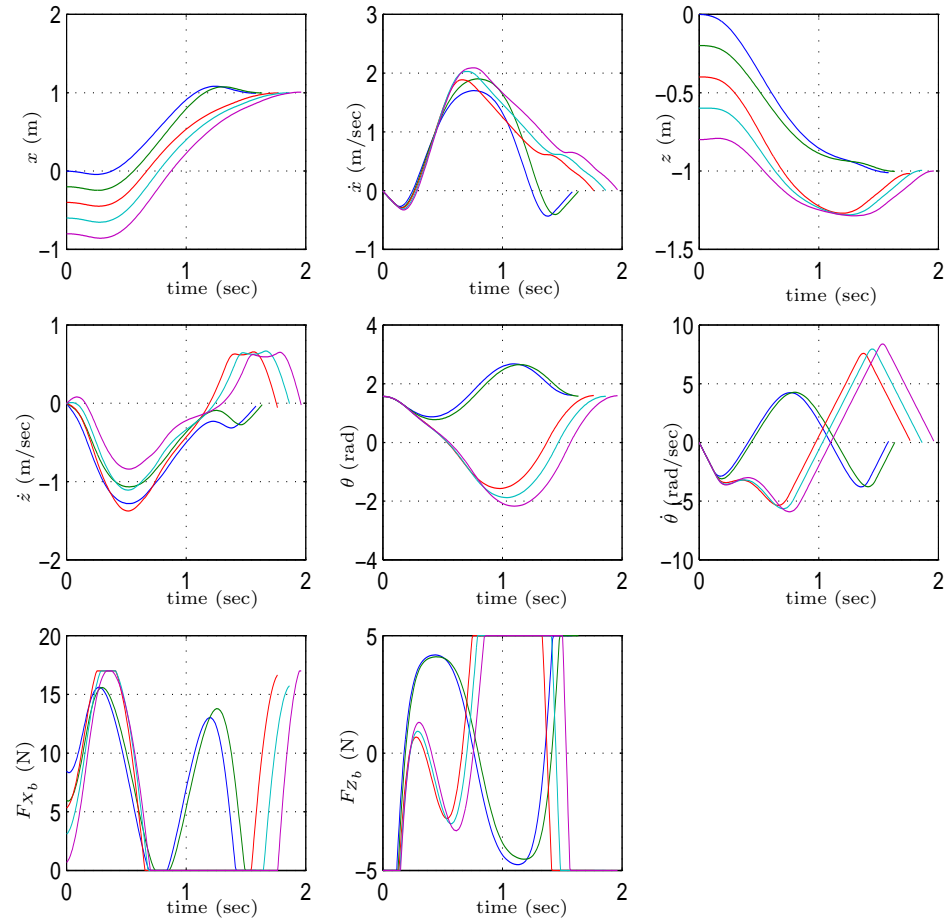 2
1
0
−1
x (m)
0 1 2
time (sec)
3
2
1
0
−1
ẋ (m/sec)
0 1 2
time (sec)
0
−0.5
−1
−1.5
z (m)
0 1 2
time (sec)
1
0
−1
−2
ż (m/sec)
0 1 2
time (sec)
4
2
0
−2
−4
θ (rad)
0 1 2
time (sec)
10
5
0
−5
−10
θ̇ (rad/sec)
0 1 2
time (sec)
20
15
10
5
0
F_{X_b} (N)
0 1 2
time (sec)
5
0
−5
F_{Z_b} (N)
0 1 2
time (sec)